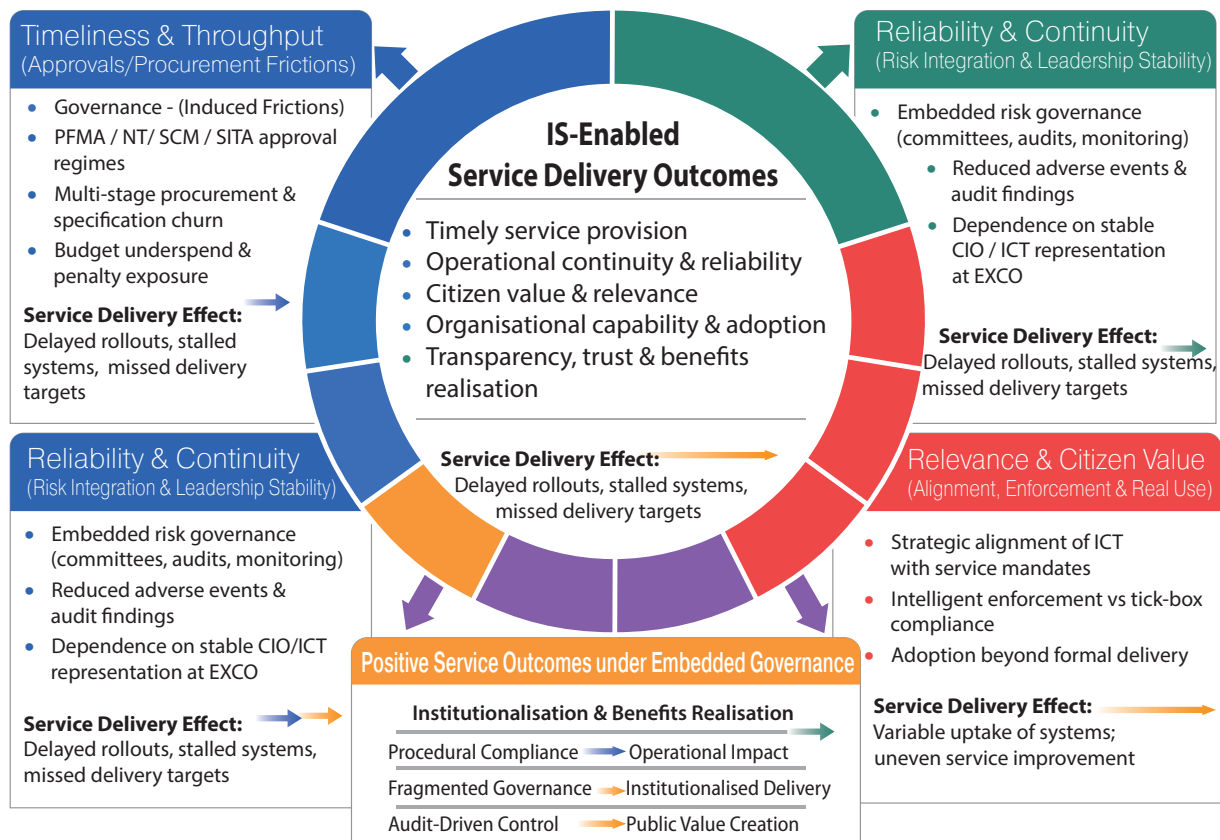 Timeliness & Throughput
(Approvals/Procurement Frictions)
• Governance - (Induced Frictions)
• PFMA / NT/ SCM / SITA approval
regimes
• Multi-stage procurement &
specification churn
• Budget underspend &
penalty exposure
Service Delivery Effect:
Delayed rollouts, stalled
systems, missed delivery
targets
Reliability & Continuity
(Risk Integration & Leadership Stability)
• Embedded risk governance
(committees, audits, monitoring)
• Reduced adverse events &
audit findings
• Dependence on stable
CIO / ICT representation
at EXCO
Service Delivery Effect:
Delayed rollouts, stalled systems,
missed delivery targets
IS-Enabled
Service Delivery Outcomes
• Timely service provision
• Operational continuity & reliability
• Citizen value & relevance
• Organisational capability & adoption
• Transparency, trust & benefits
realisation
Service Delivery Effect:
Delayed rollouts, stalled systems,
missed delivery targets
Reliability & Continuity
(Risk Integration & Leadership Stability)
• Embedded risk governance
(committees, audits, monitoring)
• Reduced adverse events &
audit findings
• Dependence on stable CIO/ICT
representation at EXCO
Service Delivery Effect:
Delayed rollouts, stalled systems,
missed delivery targets
Relevance & Citizen Value
(Alignment, Enforcement & Real Use)
• Strategic alignment of ICT
with service mandates
• Intelligent enforcement vs tick-box
compliance
• Adoption beyond formal delivery
Service Delivery Effect:
Variable uptake of systems;
uneven service improvement
Positive Service Outcomes under Embedded Governance
Institutionalisation & Benefits Realisation
Procedural Compliance Operational Impact
Fragmented Governance Institutionalised Delivery
Audit-Driven Control Public Value Creation